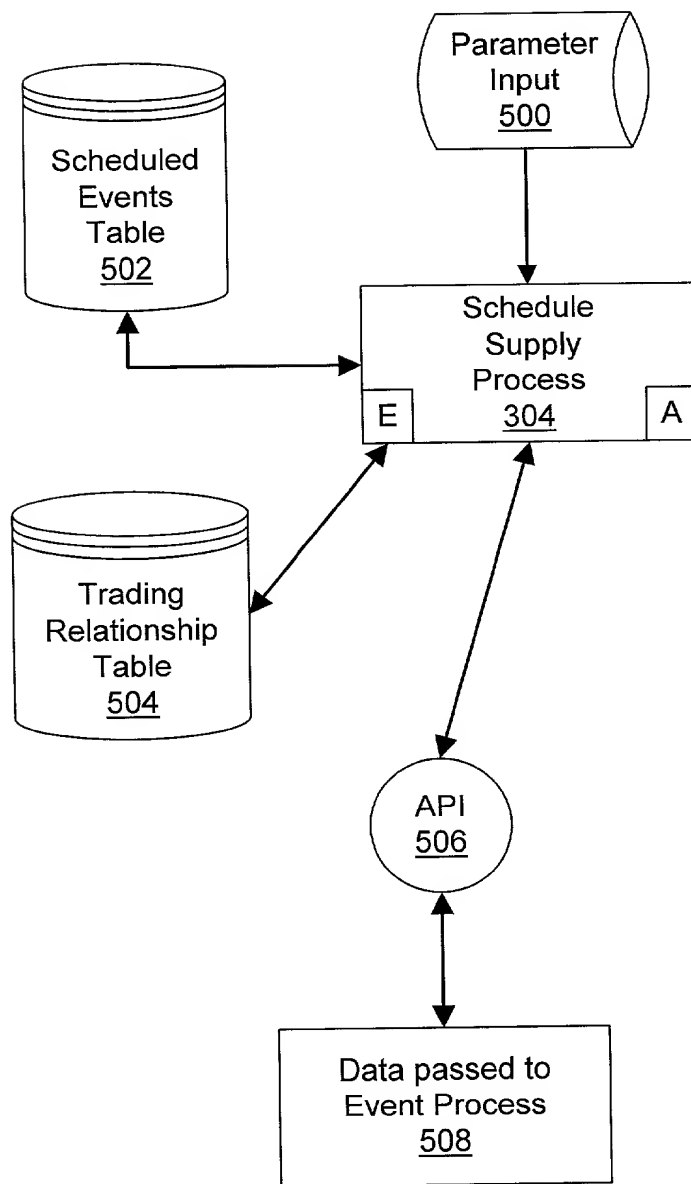 Parameter
Input
500
Scheduled
Events
Table
502
Schedule
Supply
Process
304
E
A
Trading
Relationship
Table
504
API
506
Data passed to
Event Process
508